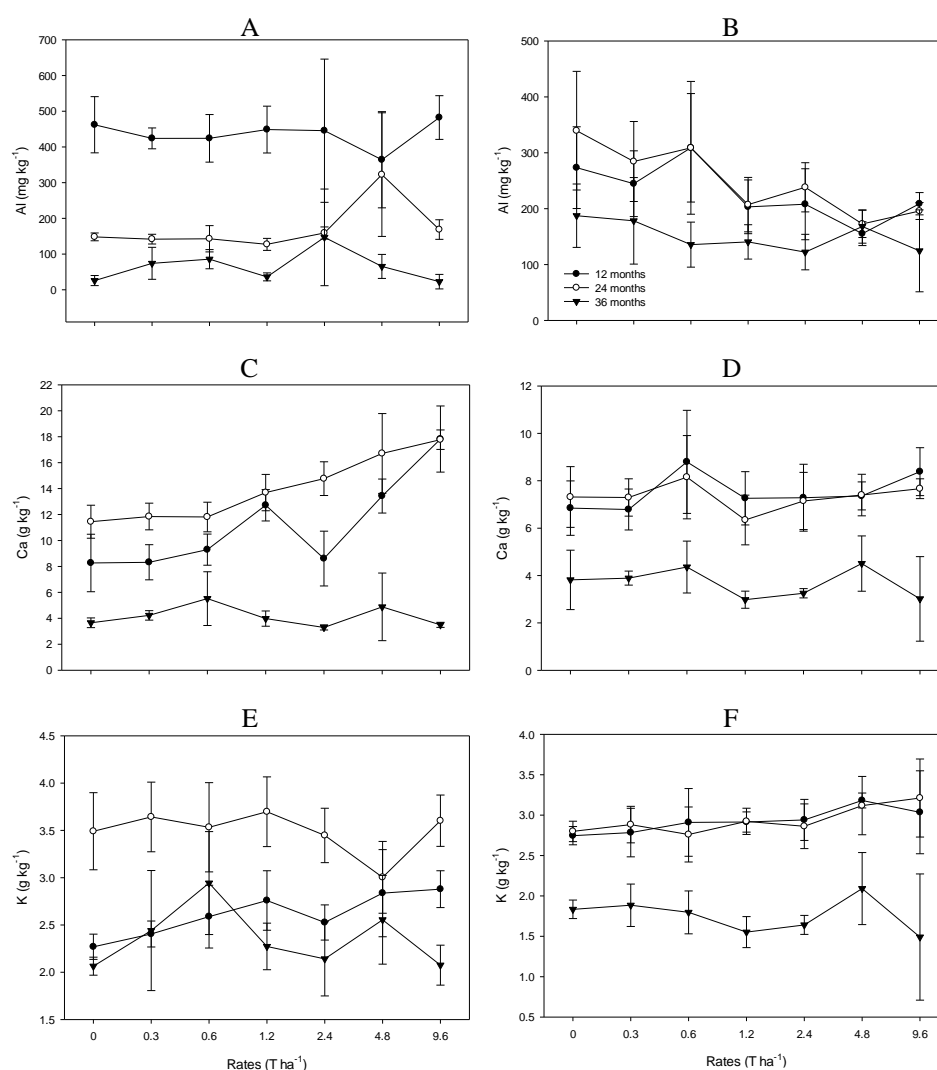 A
700
600
500
400
300
200
100
0
Al (mg kg⁻¹)
B
500
400
300
200
100
0
Al (mg kg⁻¹)
12 months
24 months
36 months
C
22
20
18
16
14
12
10
8
6
4
2
0
Ca (g kg⁻¹)
D
12
10
8
6
4
2
0
Ca (g kg⁻¹)
E
4.5
4.0
3.5
3.0
2.5
2.0
1.5
K (g kg⁻¹)
0 0.3 0.6 1.2 2.4 4.8 9.6
Rates (T ha⁻¹)
F
4.0
3.5
3.0
2.5
2.0
1.5
1.0
0.5
K (g kg⁻¹)
0 0.3 0.6 1.2 2.4 4.8 9.6
Rates (T ha⁻¹)